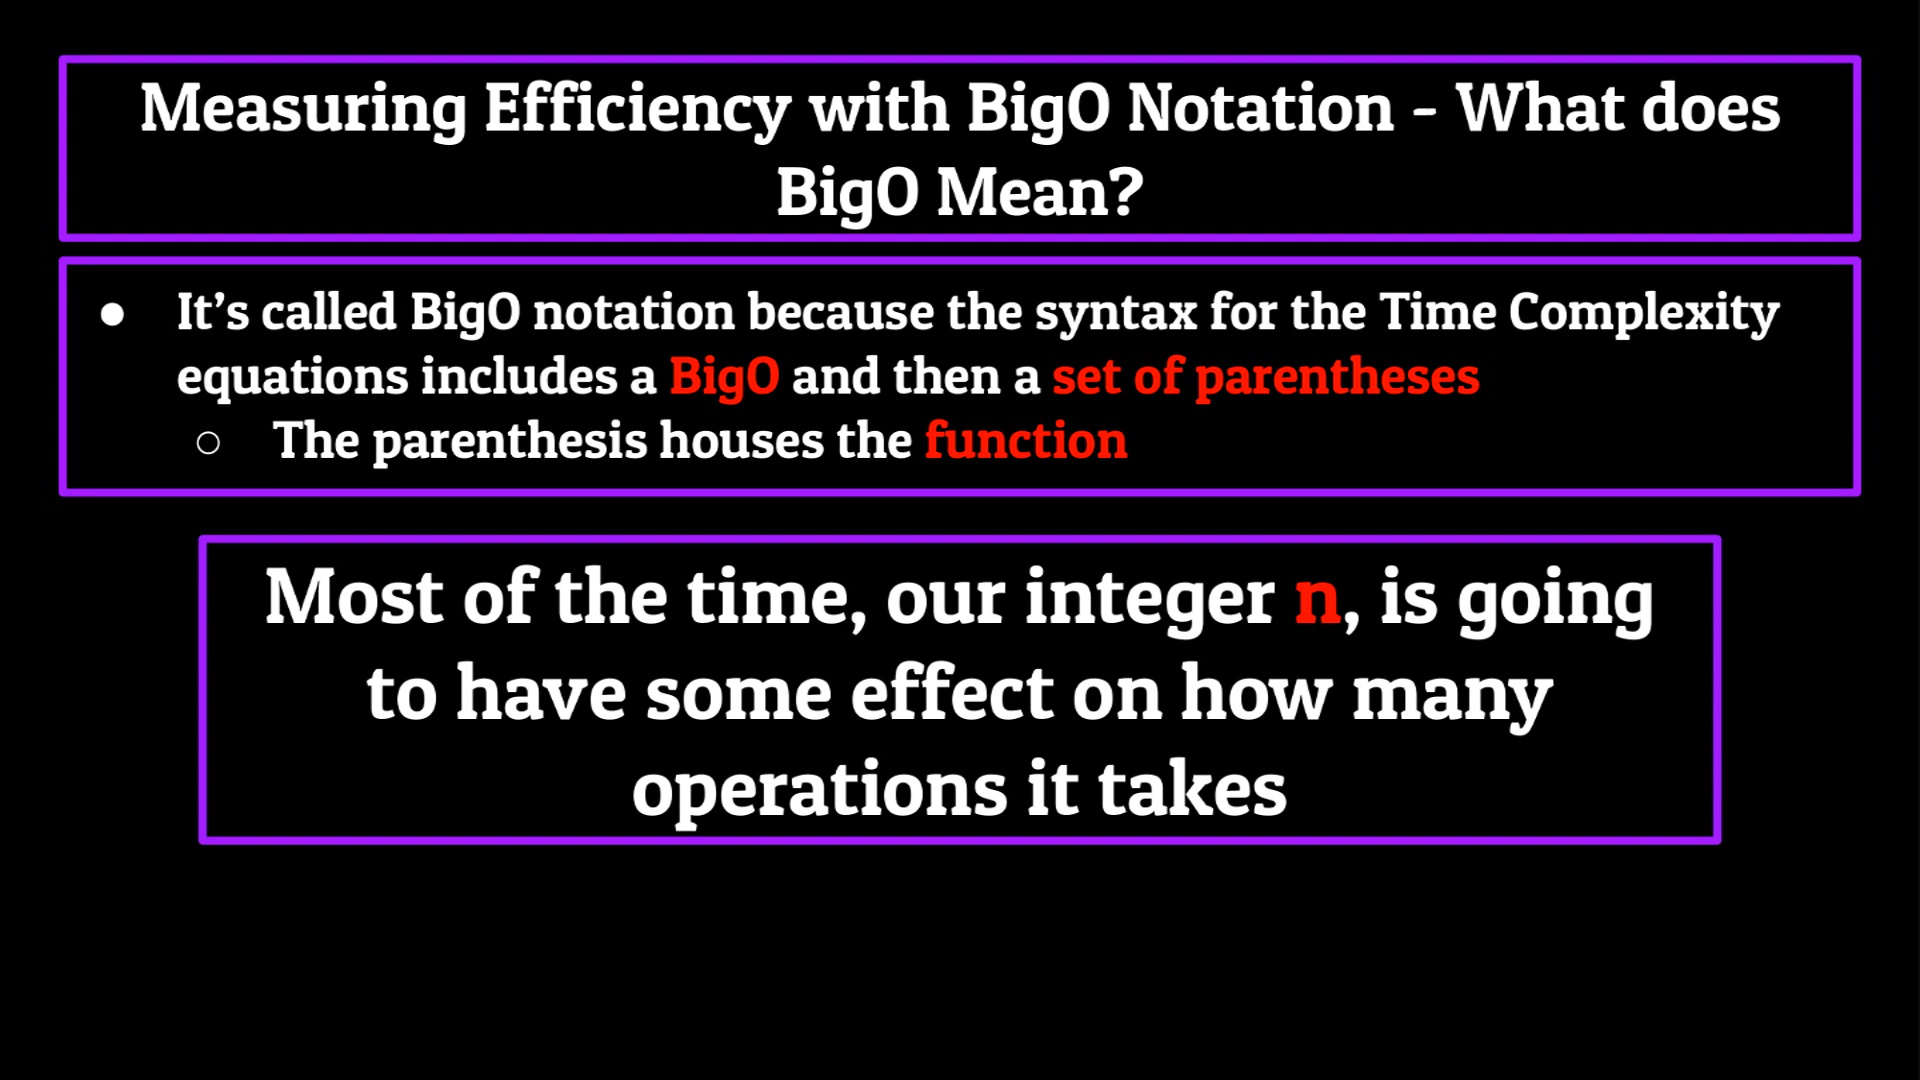 Measuring Efficiency with BigO Notation - What does
BigO Mean?
● It’s called BigO notation because the syntax for the Time Complexity
equations includes a BigO and then a set of parentheses
○ The parenthesis houses the function
Most of the time, our integer n, is going
to have some effect on how many
operations it takes